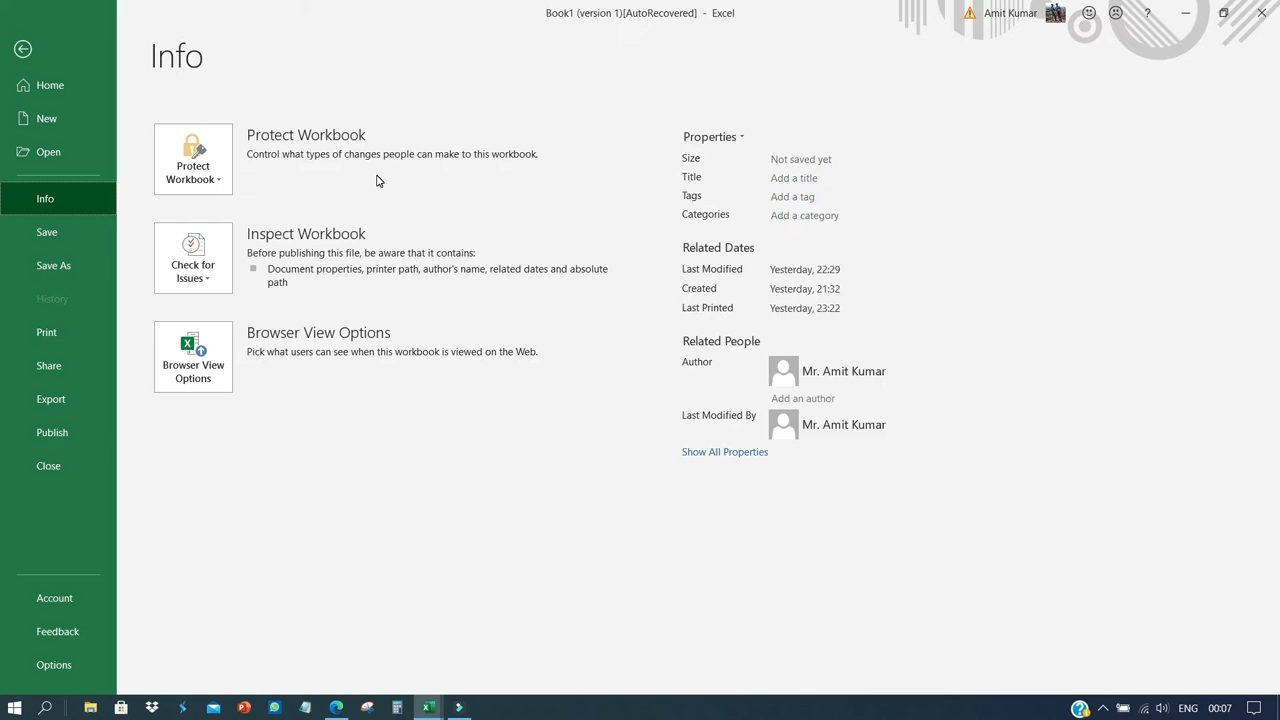 Book1 (version 1)[AutoRecovered] - Excel
Amit Kumar
?
Info
Home
New
Open
Info
Save
Save As
History
Print
Share
Export
Publish
Close
Account
Feedback
Options
Protect Workbook
Protect Workbook
Control what types of changes people can make to this workbook.
Check for Issues
Inspect Workbook
Before publishing this file, be aware that it contains:
Document properties, printer path, author's name, related dates and absolute
path
Browser View
Options
Browser View Options
Pick what users can see when this workbook is viewed on the Web.
Properties
Size Not saved yet
Title Add a title
Tags Add a tag
Categories Add a category
Related Dates
Last Modified Yesterday, 22:29
Created Yesterday, 21:32
Last Printed Yesterday, 23:22
Related People
Author Mr. Amit Kumar
Add an author
Last Modified By Mr. Amit Kumar
Show All Properties
ENG 00:07